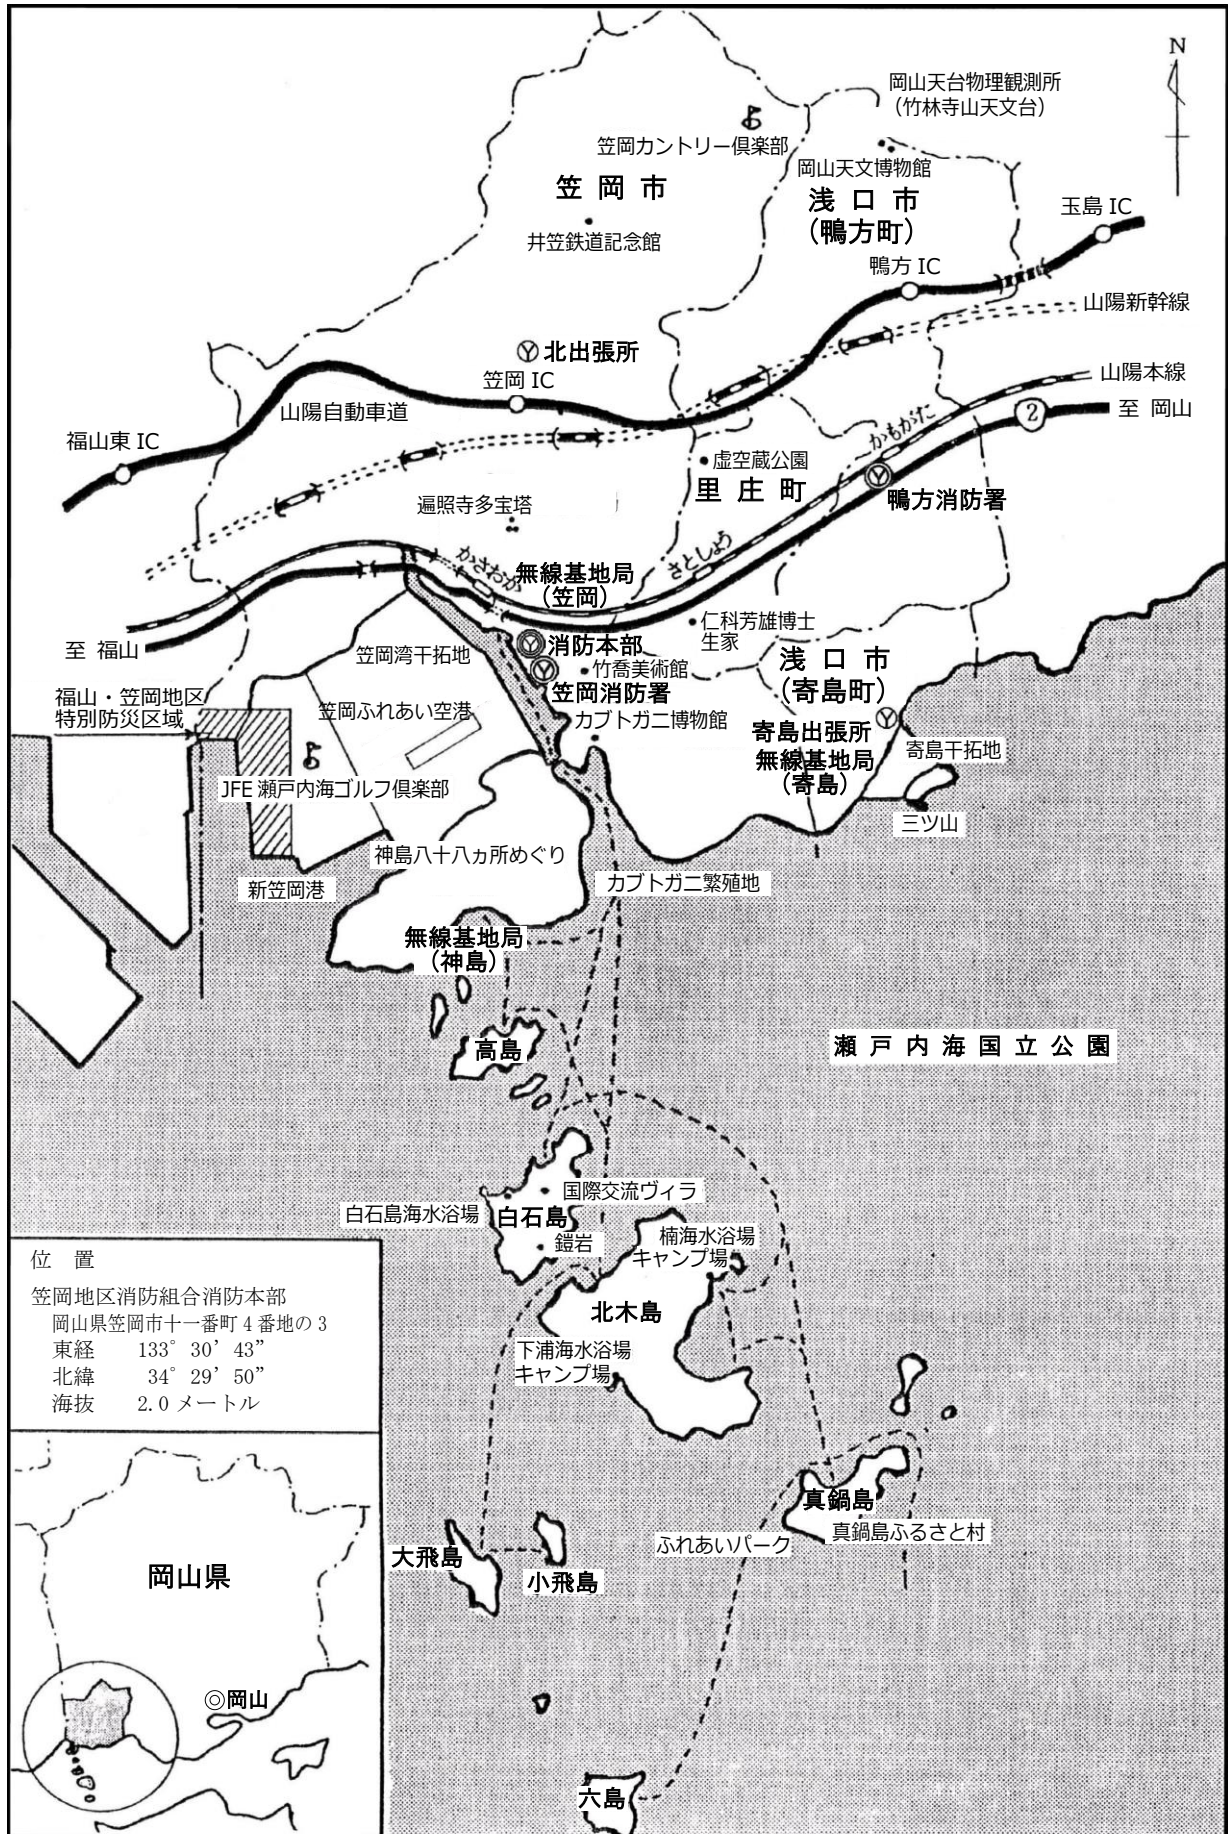 N
岡山天台物理観測所
（竹林寺山天文台）
笠岡カントリー倶楽部
岡山天文博物館
笠岡市
浅口市
（鴨方町）
井笠鉄道記念館
玉島 IC
鴨方 IC
山陽新幹線
北出張所
笠岡 IC
山陽本線
山陽自動車道
2
至 岡山
福山東 IC
かもがた
虚空蔵公園
里庄町
鴨方消防署
遍照寺多宝塔
かさおか
さとしょう
無線基地局
（笠岡）
仁科芳雄博士
生家
至 福山
笠岡湾干拓地
消防本部
竹喬美術館
笠岡消防署
浅口市
（寄島町）
福山・笠岡地区
特別防災区域
笠岡ふれあい空港
カブトガニ博物館
寄島出張所
無線基地局
（寄島）
寄島干拓地
JFE 瀬戸内海ゴルフ倶楽部
三ツ山
神島八十八ヵ所めぐり
新笠岡港
カブトガニ繁殖地
無線基地局
（神島）
高島
瀬戸内海国立公園
国際交流ヴィラ
白石島海水浴場
白石島
鎧岩
楠海水浴場
キャンプ場
北木島
下浦海水浴場
キャンプ場
真鍋島
ふれあいパーク
真鍋島ふるさと村
大飛島
小飛島
六島
位 置
笠岡地区消防組合消防本部
岡山県笠岡市十一番町 4 番地の 3
東経 133° 30’ 43”
北緯 34° 29’ 50”
海抜 2.0 メートル
岡山県
◎岡山